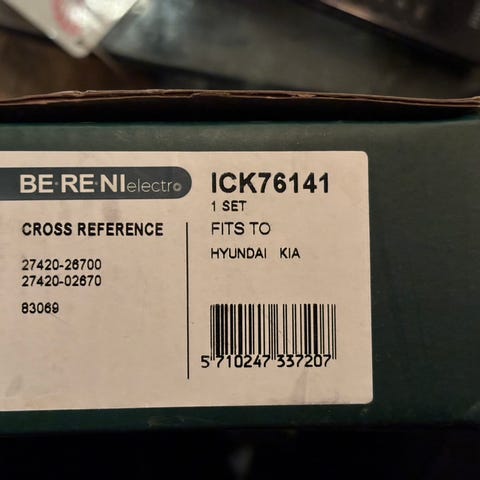 BE·RE·NI electro
CROSS REFERENCE
27420-26700
27420-02670
83069
ICK76141
1 SET
FITS TO
HYUNDAI KIA
5 710247 337207